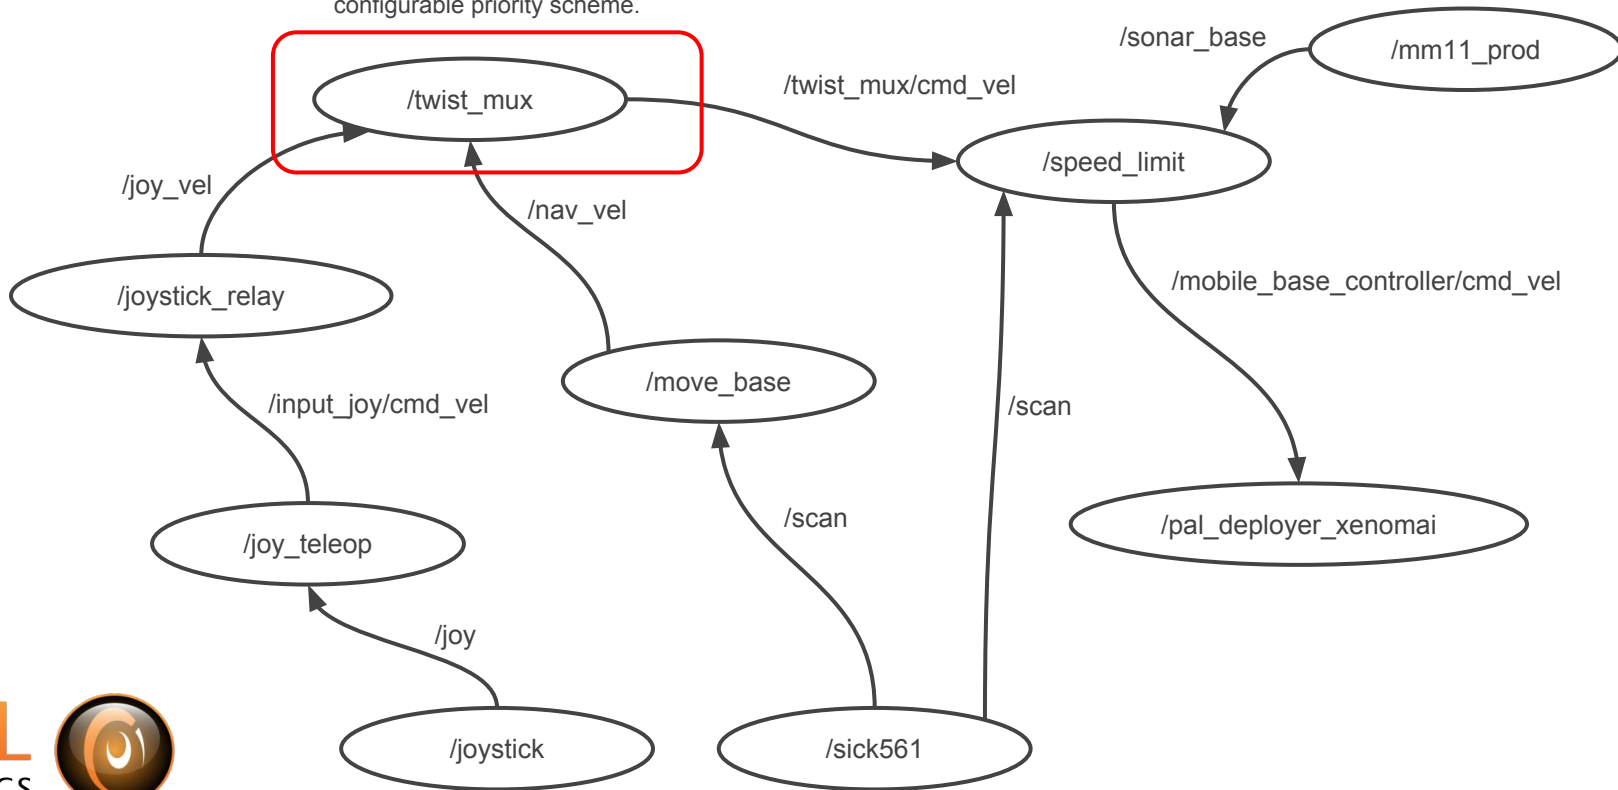 configurable priority scheme.
/sonar_base
/mm11_prod
/twist_mux
/twist_mux/cmd_vel
/speed_limit
/joy_vel
/nav_vel
/joystick_relay
/mobile_base_controller/cmd_vel
/move_base
/input_joy/cmd_vel
/scan
/scan
/joy_teleop
/pal_deployer_xenomai
/joy
/joystick
/sick561
L
CS